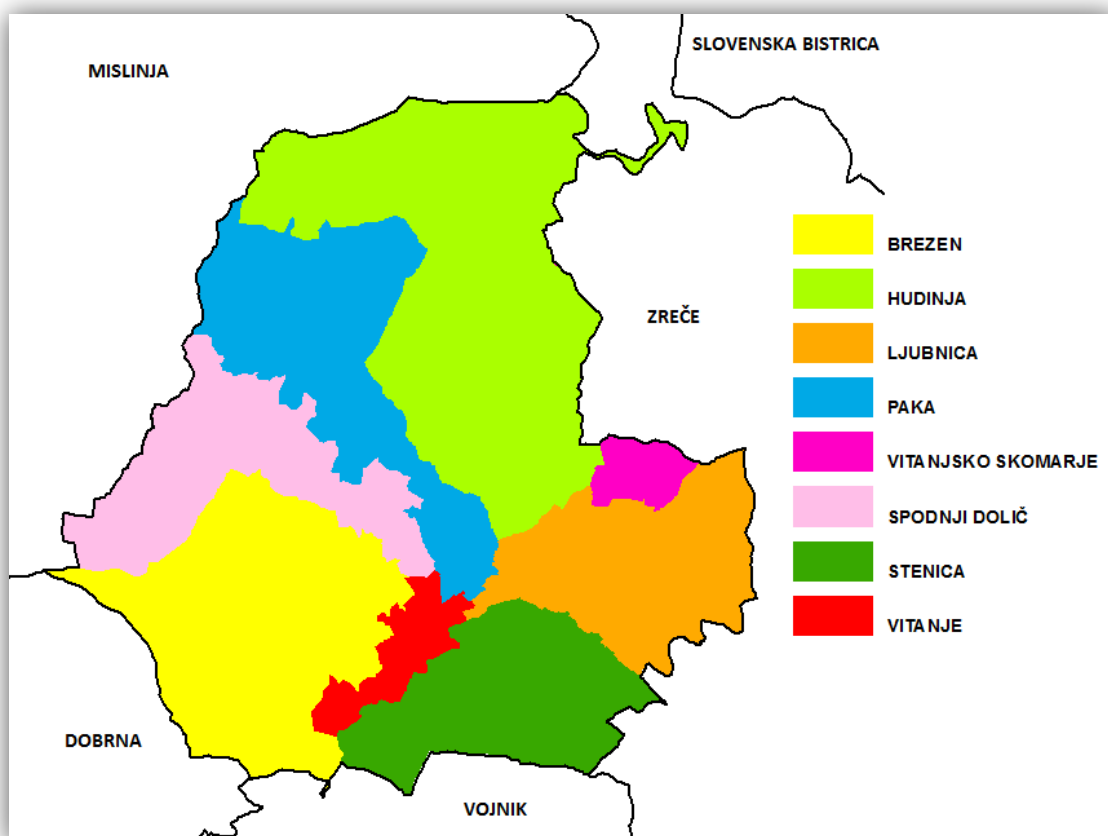 MISLINJA
SLOVENSKA BISTRICA
ZREČE
DOBRNA
VOJNIK
BREZEN
HUDINJA
LJUBNICA
PAKA
VITANJSKO SKOMARJE
SPODNJI DOLIČ
STENICA
VITANJE